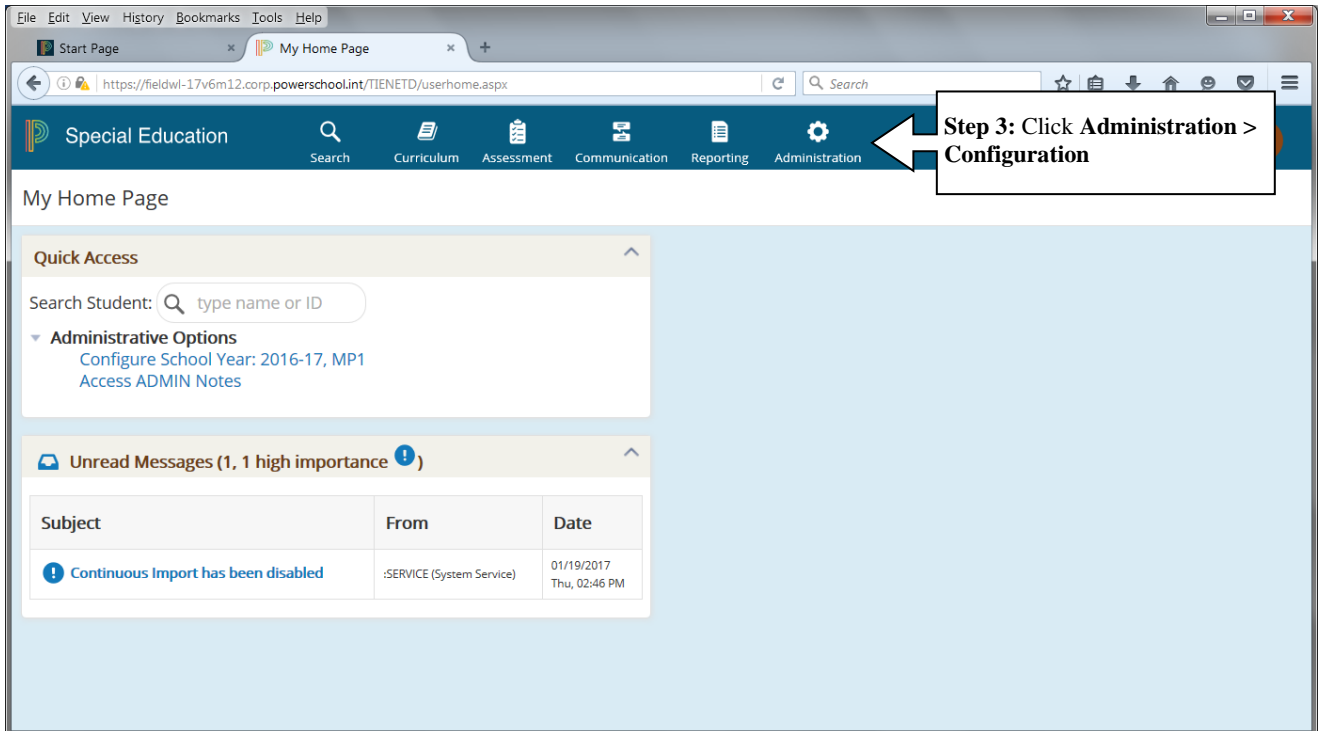 File Edit View History Bookmarks Tools Help
Start Page × My Home Page × +
https://fieldwl-17v6m12.corp.powerschool.int/TIENETD/userhome.aspx Search
Special Education Search Curriculum Assessment Communication Reporting Administration
Step 3: Click Administration >
Configuration
My Home Page
Quick Access
Search Student: type name or ID
Administrative Options
Configure School Year: 2016-17, MP1
Access ADMIN Notes
Unread Messages (1, 1 high importance ! )
Subject From Date
! Continuous Import has been disabled :SERVICE (System Service) 01/19/2017
Thu, 02:46 PM